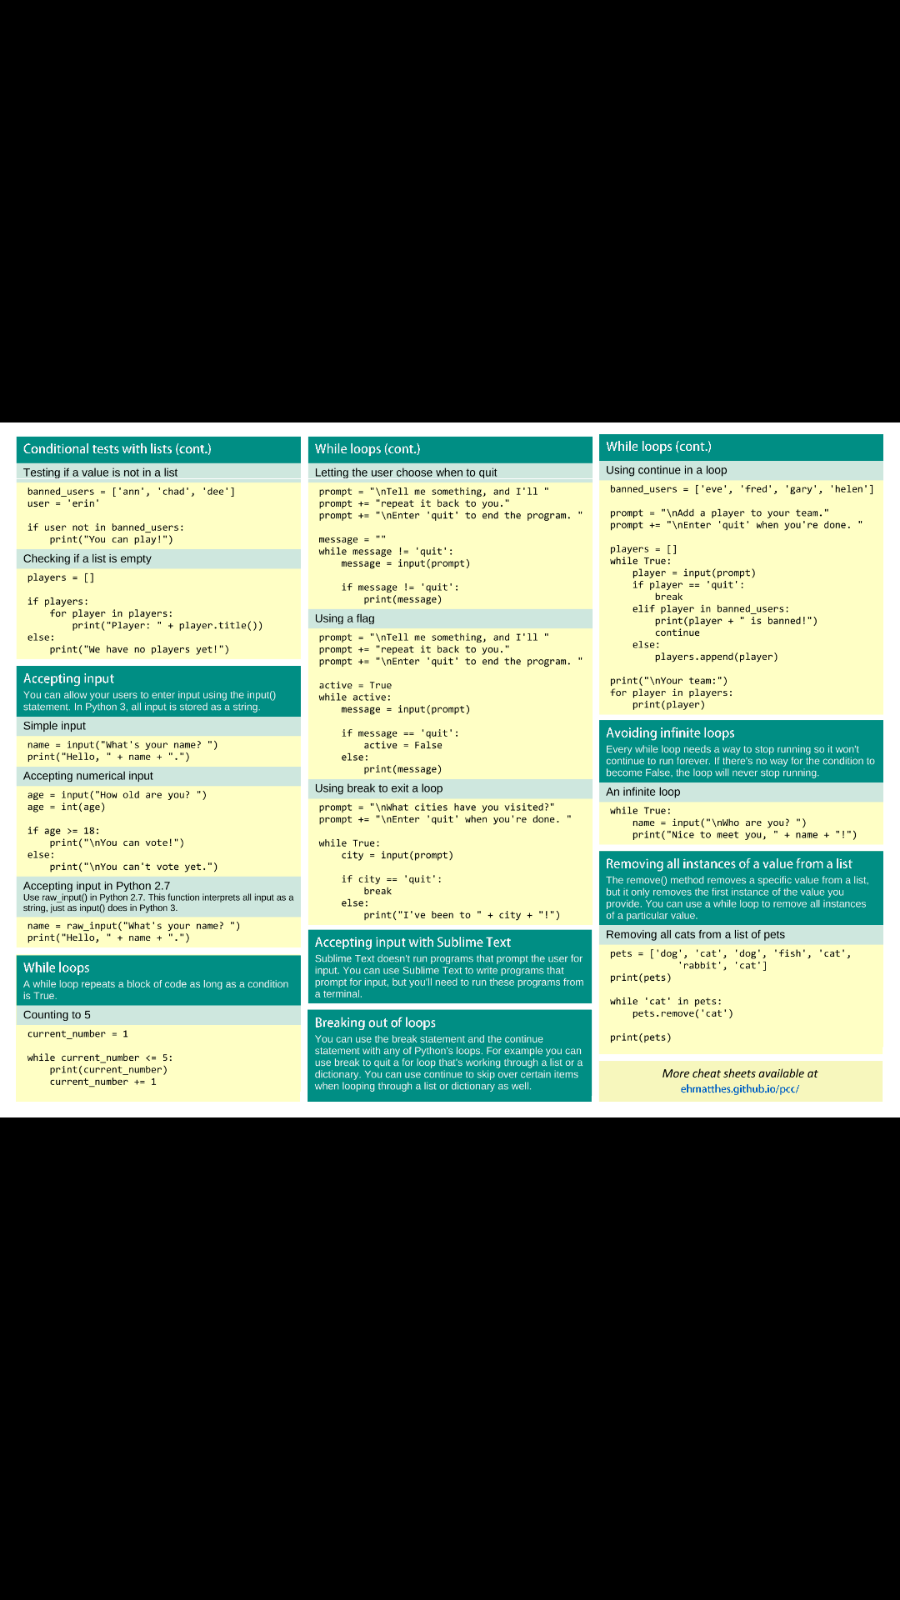 Conditional tests with lists (cont.)
Testing if a value is not in a list
banned_users = ['ann', 'chad', 'dee']
user = 'erin'
if user not in banned_users:
    print("You can play!")
Checking if a list is empty
players = []
if players:
    for player in players:
        print("Player: " + player.title())
else:
    print("We have no players yet!")
Accepting input
You can allow your users to enter input using the input()
statement. In Python 3, all input is stored as a string.
Simple input
name = input("What's your name? ")
print("Hello, " + name + ".")
Accepting numerical input
age = input("How old are you? ")
age = int(age)
if age >= 18:
    print("\nYou can vote!")
else:
    print("\nYou can't vote yet.")
Accepting input in Python 2.7
Use raw_input() in Python 2.7. This function interprets all input as a
string, just as input() does in Python 3.
name = raw_input("What's your name? ")
print("Hello, " + name + ".")
While loops
A while loop repeats a block of code as long as a condition
is True.
Counting to 5
current_number = 1
while current_number <= 5:
    print(current_number)
    current_number += 1
While loops (cont.)
Letting the user choose when to quit
prompt = "\nTell me something, and I'll "
prompt += "repeat it back to you."
prompt += "\nEnter 'quit' to end the program. "
message = ""
while message != 'quit':
    message = input(prompt)
    if message != 'quit':
        print(message)
Using a flag
prompt = "\nTell me something, and I'll "
prompt += "repeat it back to you."
prompt += "\nEnter 'quit' to end the program. "
active = True
while active:
    message = input(prompt)
    if message == 'quit':
        active = False
    else:
        print(message)
Using break to exit a loop
prompt = "\nWhat cities have you visited?"
prompt += "\nEnter 'quit' when you're done. "
while True:
    city = input(prompt)
    if city == 'quit':
        break
    else:
        print("I've been to " + city + "!")
Accepting input with Sublime Text
Sublime Text doesn't run programs that prompt the user for
input. You can use Sublime Text to write programs that
prompt for input, but you'll need to run these programs from
a terminal.
Breaking out of loops
You can use the break statement and the continue
statement with any of Python's loops. For example you can
use break to quit a for loop that's working through a list or a
dictionary. You can use continue to skip over certain items
when looping through a list or dictionary as well.
While loops (cont.)
Using continue in a loop
banned_users = ['eve', 'fred', 'gary', 'helen']
prompt = "\nAdd a player to your team."
prompt += "\nEnter 'quit' when you're done. "
players = []
while True:
    player = input(prompt)
    if player == 'quit':
        break
    elif player in banned_users:
        print(player + " is banned!")
        continue
    else:
        players.append(player)
print("\nYour team:")
for player in players:
    print(player)
Avoiding infinite loops
Every while loop needs a way to stop running so it won't
continue to run forever. If there's no way for the condition to
become False, the loop will never stop running.
An infinite loop
while True:
    name = input("\nWho are you? ")
    print("Nice to meet you, " + name + "!")
Removing all instances of a value from a list
The remove() method removes a specific value from a list,
but it only removes the first instance of the value you
provide. You can use a while loop to remove all instances
of a particular value.
Removing all cats from a list of pets
pets = ['dog', 'cat', 'dog', 'fish', 'cat',
            'rabbit', 'cat']
print(pets)
while 'cat' in pets:
    pets.remove('cat')
print(pets)
More cheat sheets available at
ehmatthes.github.io/pcc/